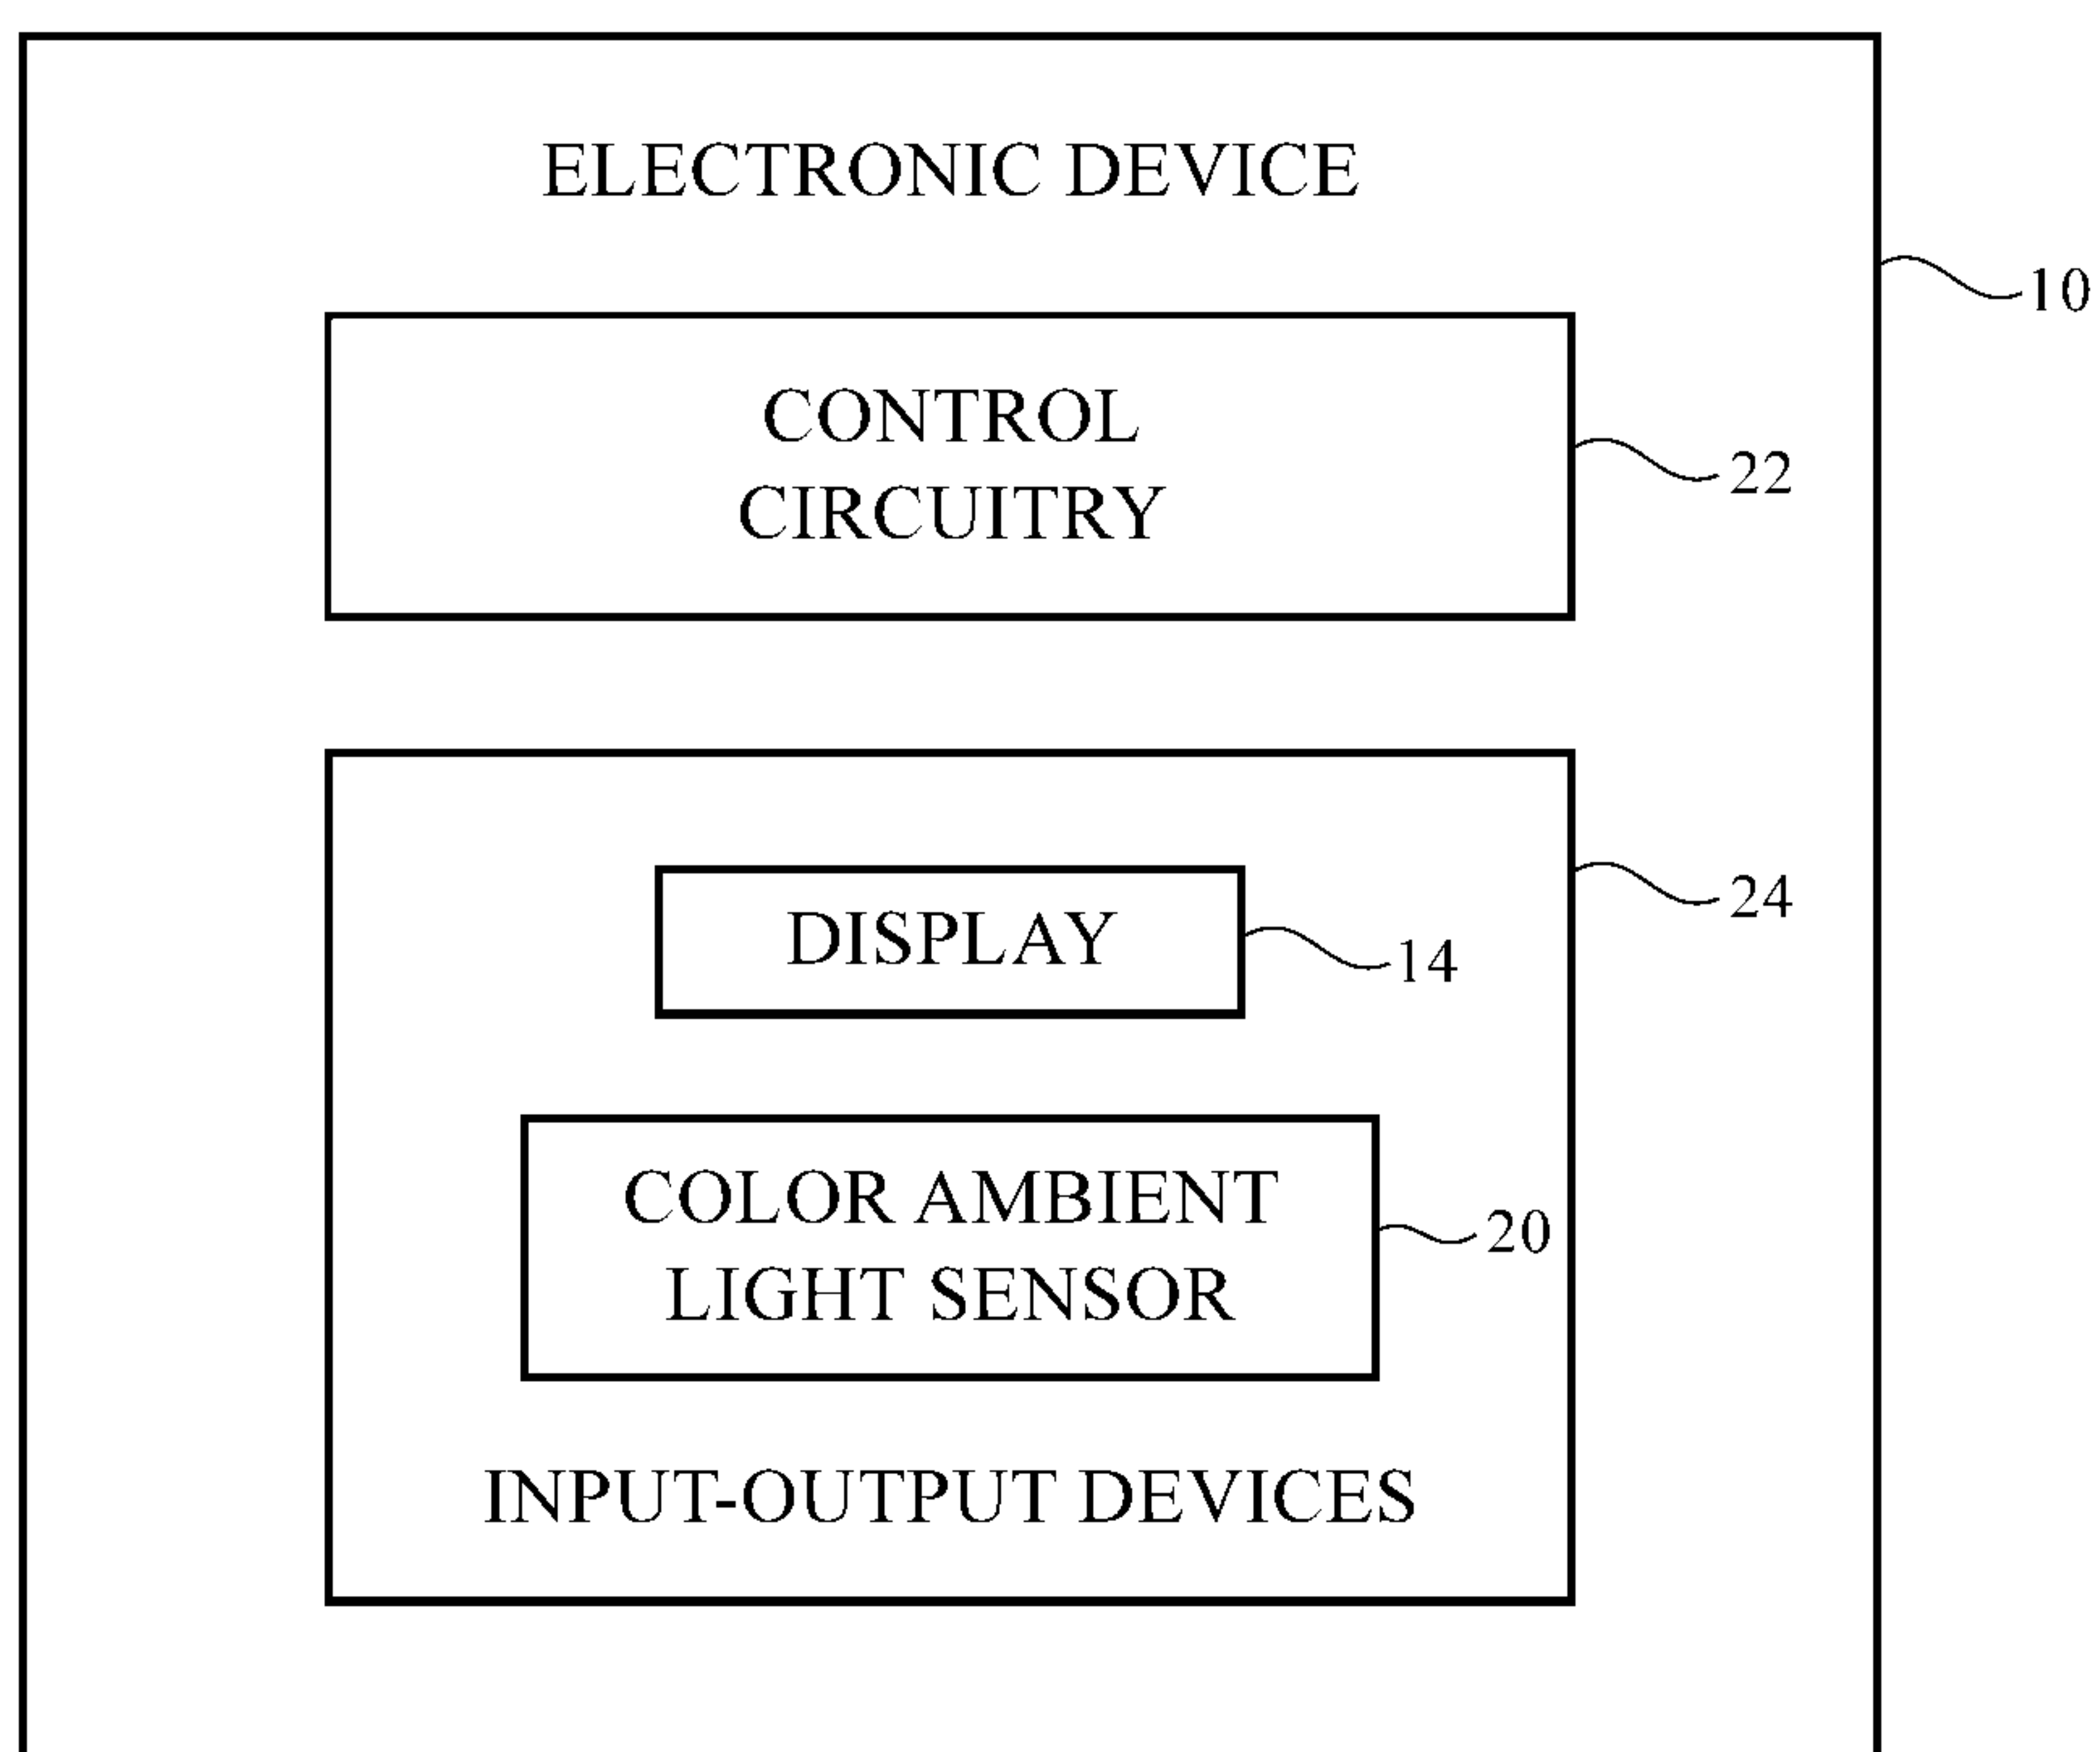 ELECTRONIC DEVICE
10
CONTROL
CIRCUITRY
22
24
DISPLAY
14
COLOR AMBIENT
LIGHT SENSOR
20
INPUT-OUTPUT DEVICES